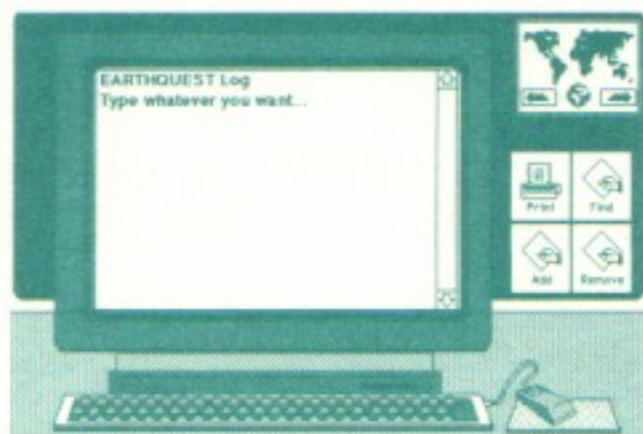 EARTHQUEST Log
Type whatever you want...
Print
Find
Add
Remove